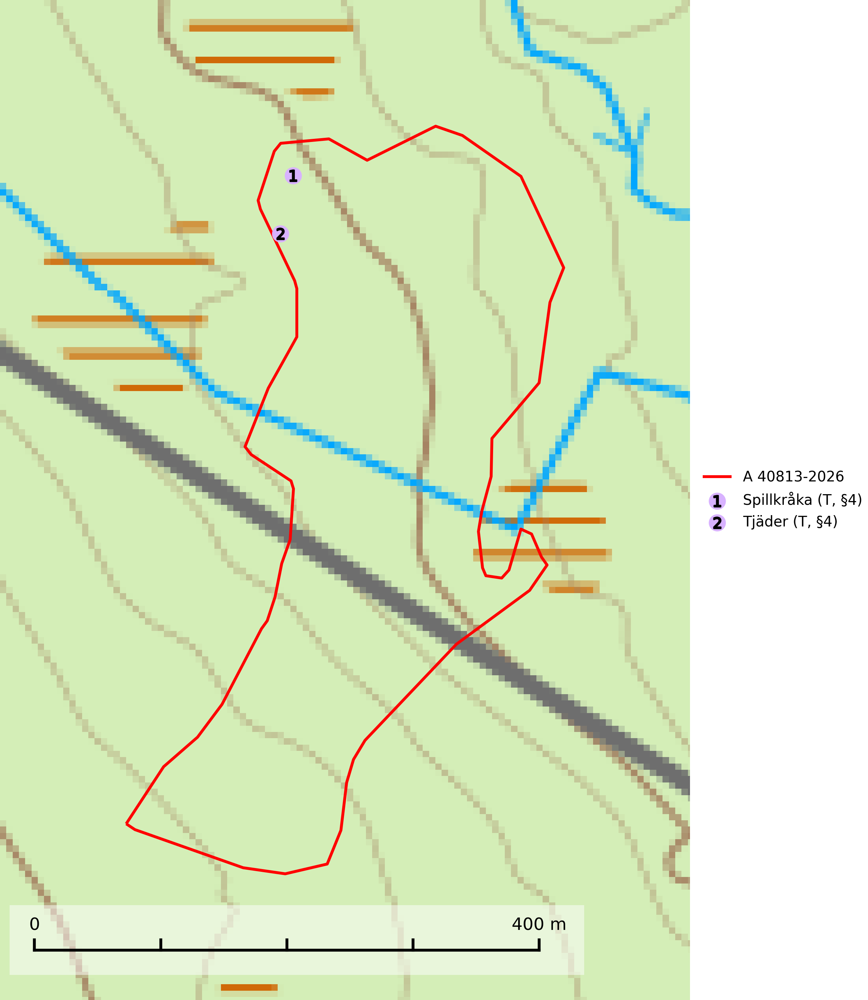 1
2
A 40813-2026
1 Spillkråka (T, §4)
2 Tjäder (T, §4)
0 400 m